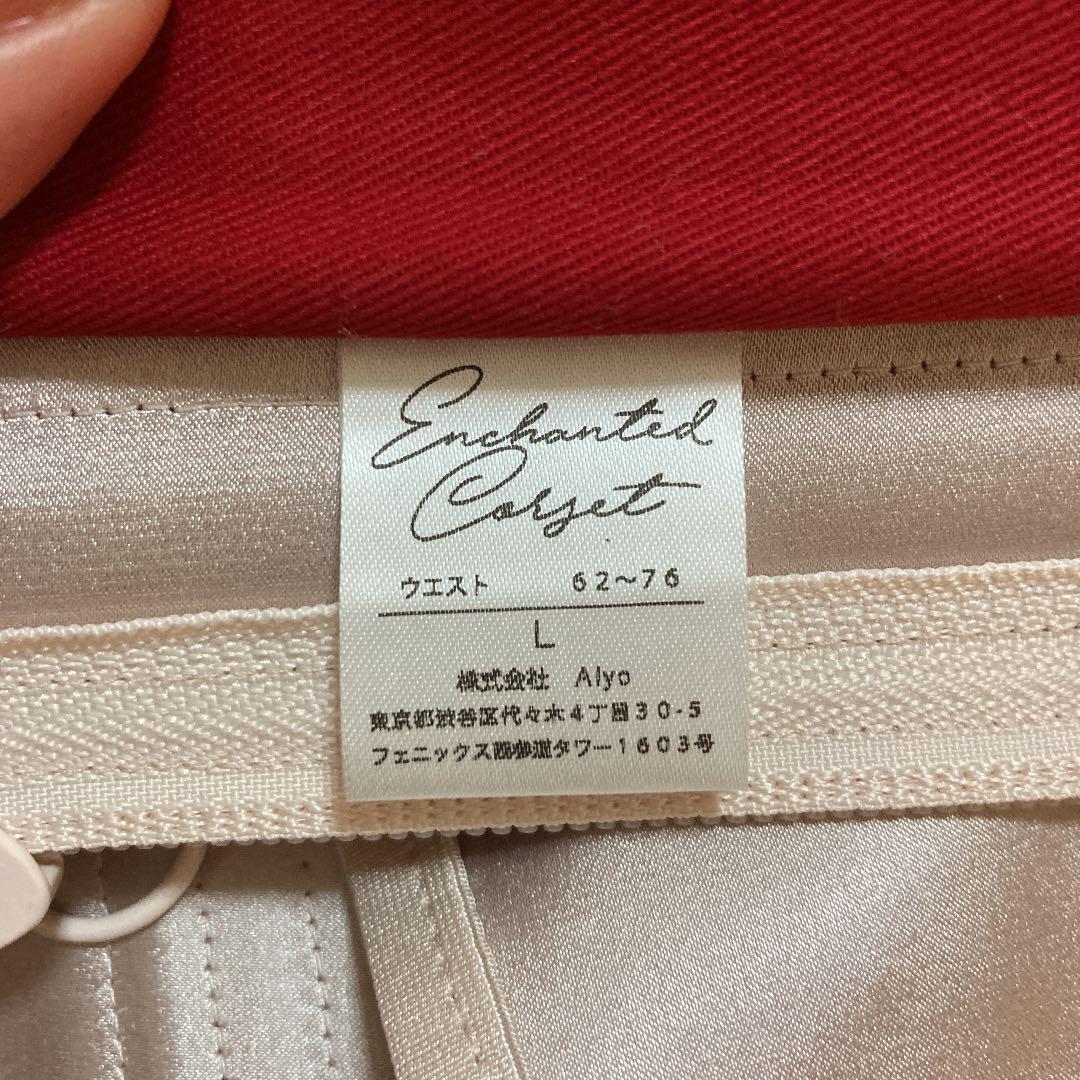 Enchanted
Corset
ウエスト 62～76
L
株式会社 Alyo
東京都渋谷区代々木4丁目30-5
フェニックス西参道タワー1603号